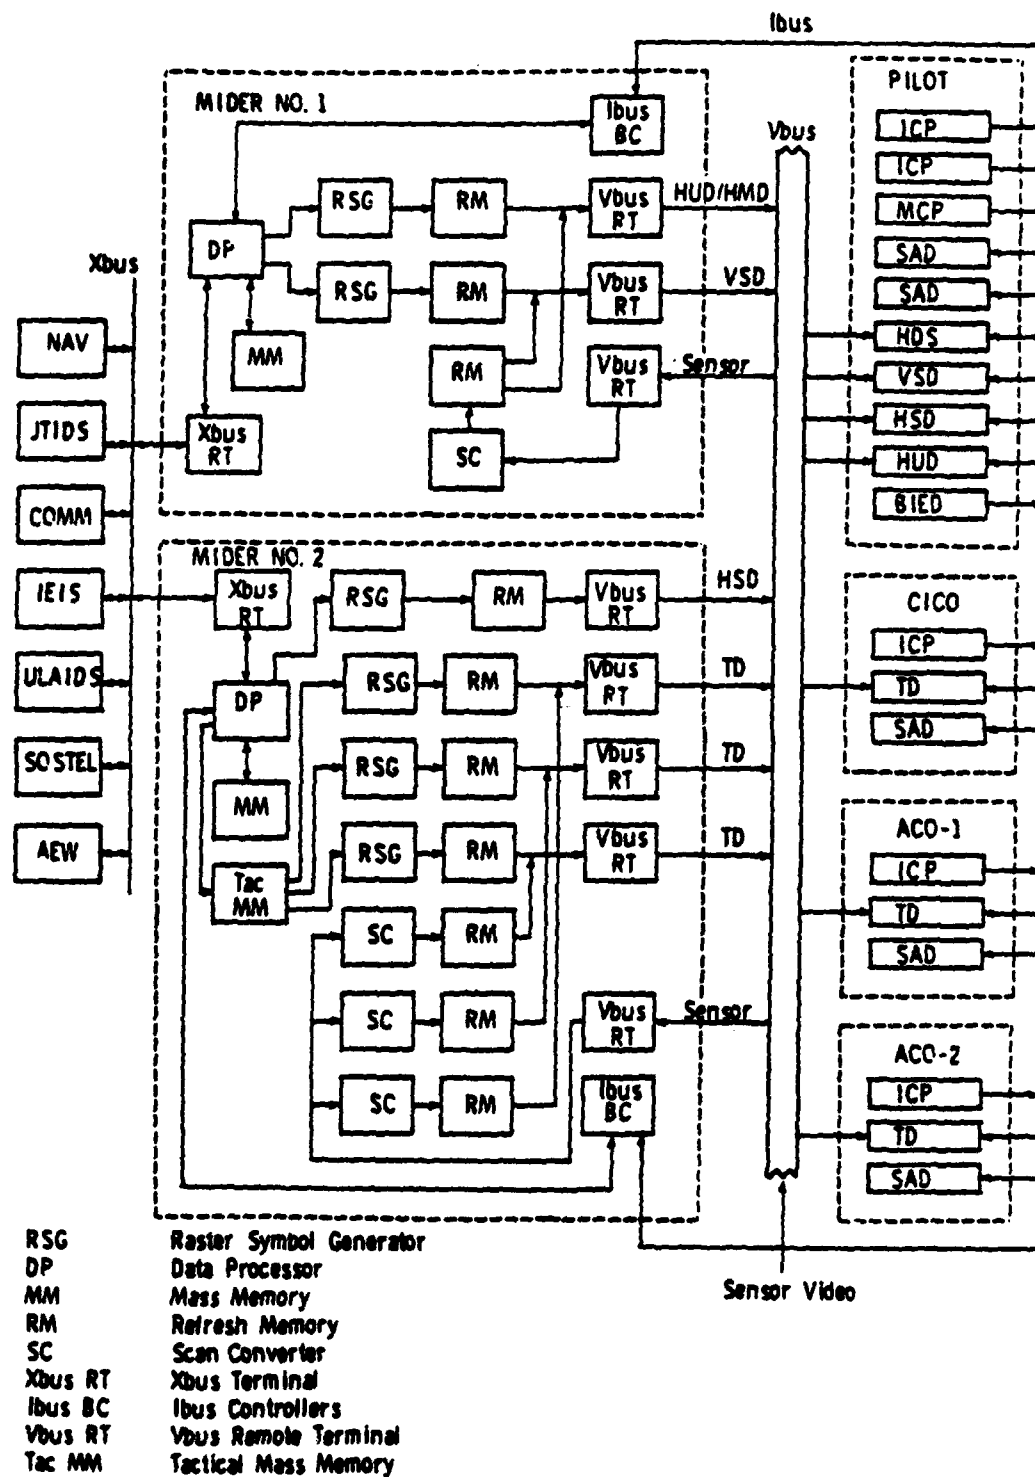 Ibus
MIDER NO. 1
Ibus
BC
Vbus
PILOT
ICP
ICP
MCP
SAD
SAD
HDS
VSD
HSD
HUD
BIED
RSG
RM
Vbus
RT
HUD/HMD
DP
RSG
RM
Vbus
RT
VSD
MM
RM
Vbus
RT
Sensor
Xbus
RT
SC
Xbus
NAV
JTIDS
COMM
IEIS
ULAIDS
SOSTEL
AEW
MIDER NO. 2
Xbus
RT
RSG
RM
Vbus
RT
HSD
DP
RSG
RM
Vbus
RT
TD
MM
RSG
RM
Vbus
RT
TD
Tac
MM
RSG
RM
Vbus
RT
TD
SC
RM
SC
RM
Vbus
RT
Sensor
SC
RM
Ibus
BC
CICO
ICP
TD
SAD
ACO-1
ICP
TD
SAD
ACO-2
ICP
TD
SAD
Sensor Video
RSG Raster Symbol Generator
DP Data Processor
MM Mass Memory
RM Refresh Memory
SC Scan Converter
Xbus RT Xbus Terminal
Ibus BC Ibus Controllers
Vbus RT Vbus Remote Terminal
Tac MM Tactical Mass Memory